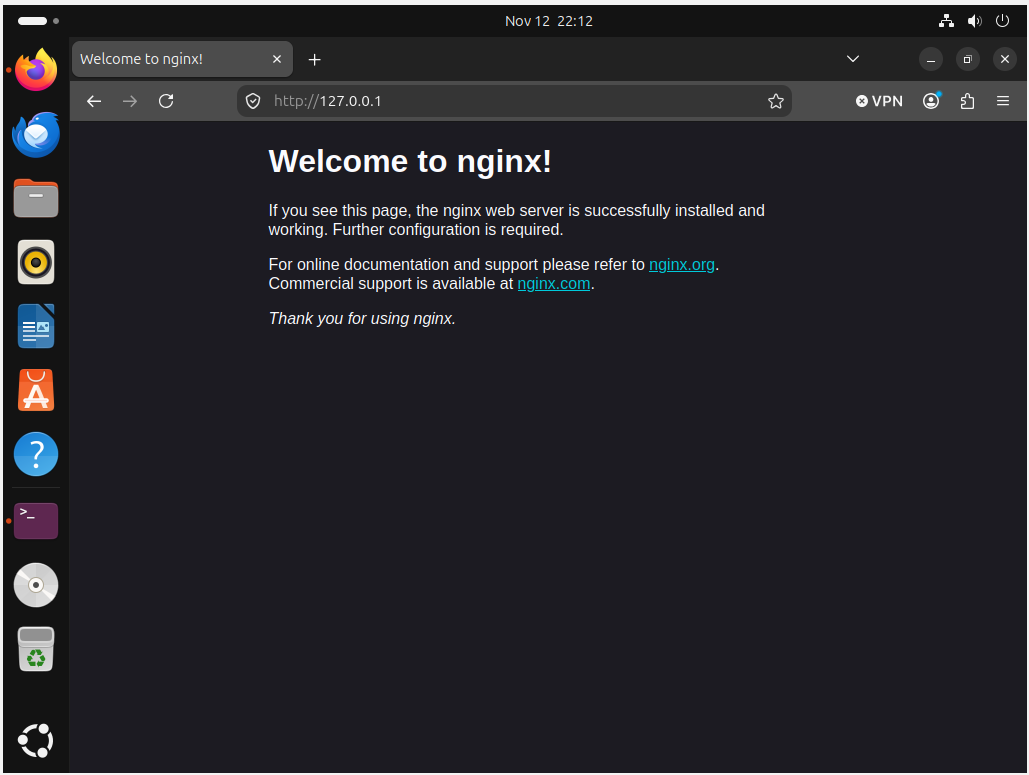 Nov 12 22:12
Welcome to nginx!
http://127.0.0.1
VPN
Welcome to nginx!
If you see this page, the nginx web server is successfully installed and
working. Further configuration is required.
For online documentation and support please refer to nginx.org.
Commercial support is available at nginx.com.
Thank you for using nginx.